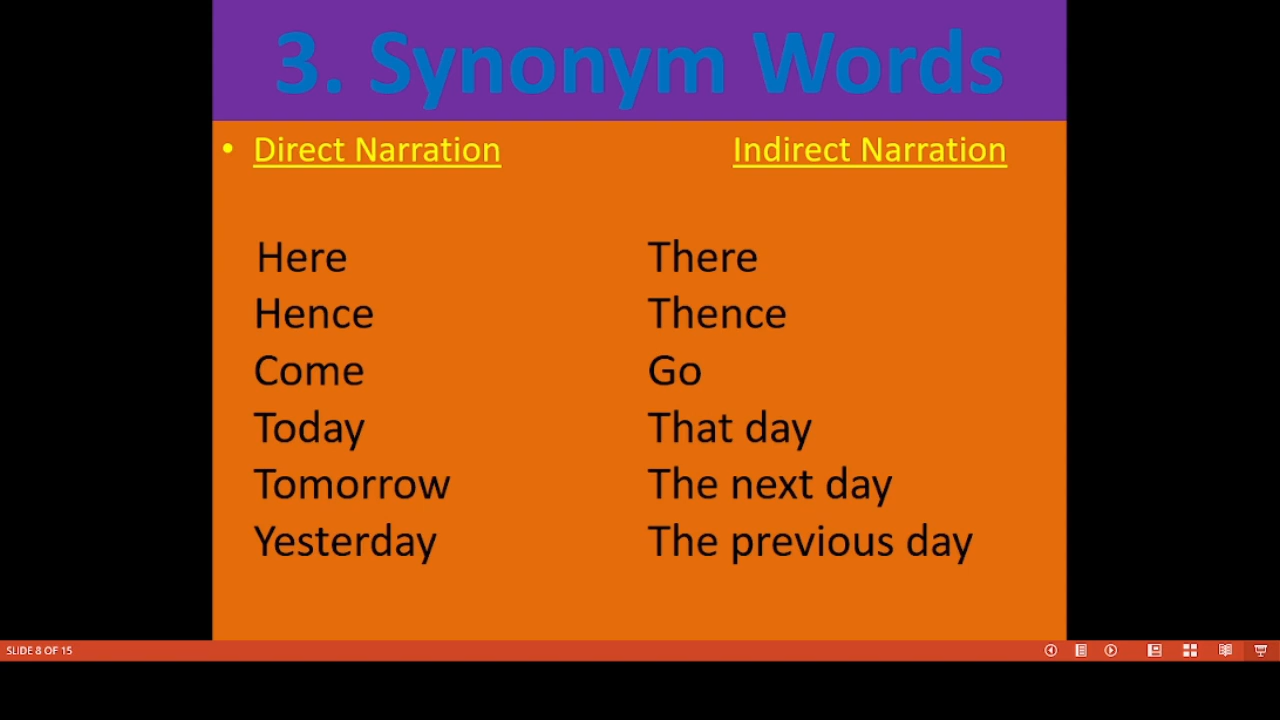 3. Synonym Words
• Direct Narration Indirect Narration
Here There
Hence Thence
Come Go
Today That day
Tomorrow The next day
Yesterday The previous day
SLIDE 8 OF 15